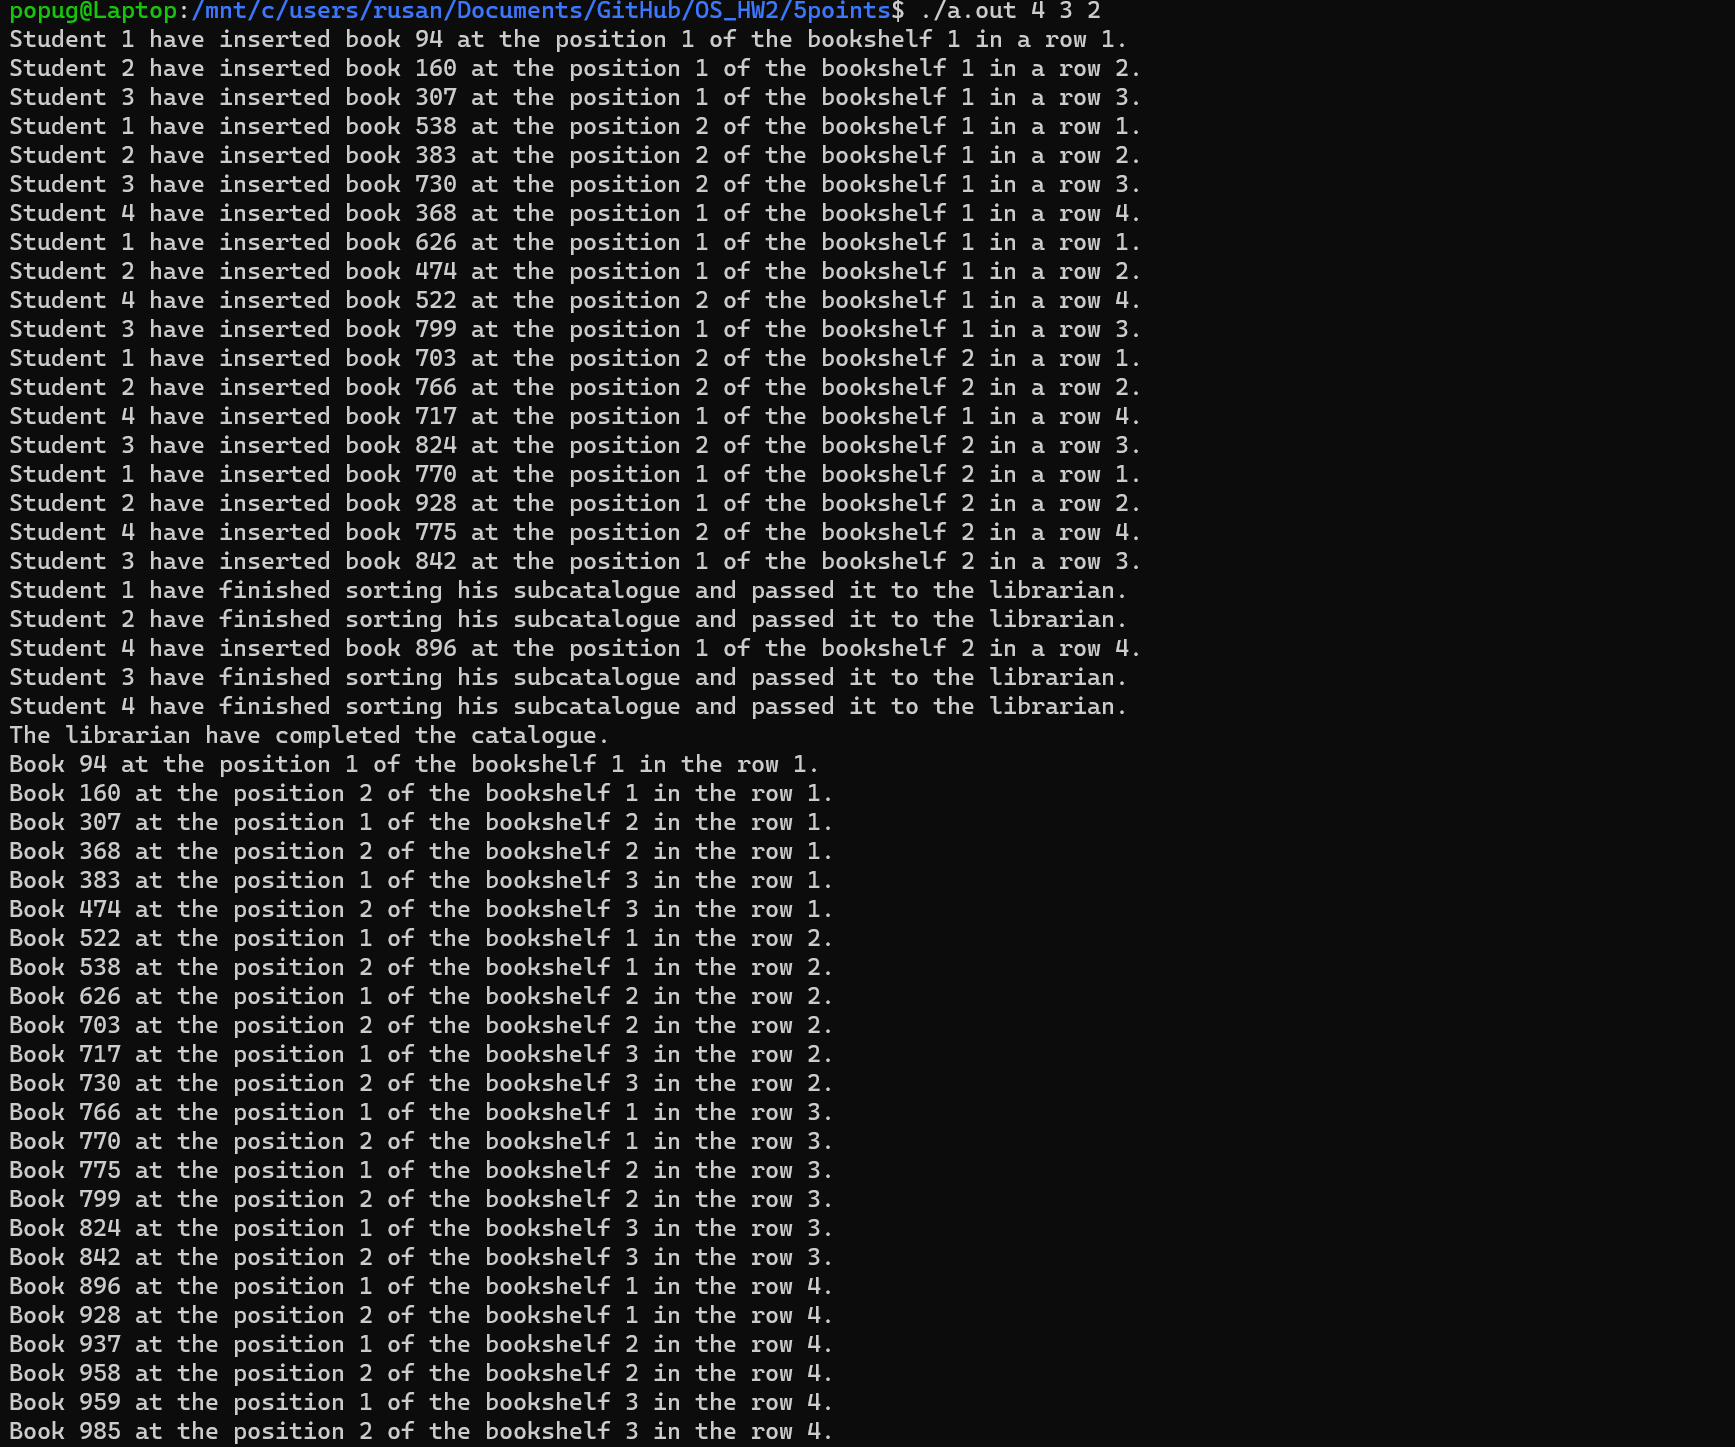 popug@Laptop:/mnt/c/users/rusan/Documents/GitHub/OS_HW2/5points$ ./a.out 4 3 2
Student 1 have inserted book 94 at the position 1 of the bookshelf 1 in a row 1.
Student 2 have inserted book 160 at the position 1 of the bookshelf 1 in a row 2.
Student 3 have inserted book 307 at the position 1 of the bookshelf 1 in a row 3.
Student 1 have inserted book 538 at the position 2 of the bookshelf 1 in a row 1.
Student 2 have inserted book 383 at the position 2 of the bookshelf 1 in a row 2.
Student 3 have inserted book 730 at the position 2 of the bookshelf 1 in a row 3.
Student 4 have inserted book 368 at the position 1 of the bookshelf 1 in a row 4.
Student 1 have inserted book 626 at the position 1 of the bookshelf 1 in a row 1.
Student 2 have inserted book 474 at the position 1 of the bookshelf 1 in a row 2.
Student 4 have inserted book 522 at the position 2 of the bookshelf 1 in a row 4.
Student 3 have inserted book 799 at the position 1 of the bookshelf 1 in a row 3.
Student 1 have inserted book 703 at the position 2 of the bookshelf 2 in a row 1.
Student 2 have inserted book 766 at the position 2 of the bookshelf 2 in a row 2.
Student 4 have inserted book 717 at the position 1 of the bookshelf 1 in a row 4.
Student 3 have inserted book 824 at the position 2 of the bookshelf 2 in a row 3.
Student 1 have inserted book 770 at the position 1 of the bookshelf 2 in a row 1.
Student 2 have inserted book 928 at the position 1 of the bookshelf 2 in a row 2.
Student 4 have inserted book 775 at the position 2 of the bookshelf 2 in a row 4.
Student 3 have inserted book 842 at the position 1 of the bookshelf 2 in a row 3.
Student 1 have finished sorting his subcatalogue and passed it to the librarian.
Student 2 have finished sorting his subcatalogue and passed it to the librarian.
Student 4 have inserted book 896 at the position 1 of the bookshelf 2 in a row 4.
Student 3 have finished sorting his subcatalogue and passed it to the librarian.
Student 4 have finished sorting his subcatalogue and passed it to the librarian.
The librarian have completed the catalogue.
Book 94 at the position 1 of the bookshelf 1 in the row 1.
Book 160 at the position 2 of the bookshelf 1 in the row 1.
Book 307 at the position 1 of the bookshelf 2 in the row 1.
Book 368 at the position 2 of the bookshelf 2 in the row 1.
Book 383 at the position 1 of the bookshelf 3 in the row 1.
Book 474 at the position 2 of the bookshelf 3 in the row 1.
Book 522 at the position 1 of the bookshelf 1 in the row 2.
Book 538 at the position 2 of the bookshelf 1 in the row 2.
Book 626 at the position 1 of the bookshelf 2 in the row 2.
Book 703 at the position 2 of the bookshelf 2 in the row 2.
Book 717 at the position 1 of the bookshelf 3 in the row 2.
Book 730 at the position 2 of the bookshelf 3 in the row 2.
Book 766 at the position 1 of the bookshelf 1 in the row 3.
Book 770 at the position 2 of the bookshelf 1 in the row 3.
Book 775 at the position 1 of the bookshelf 2 in the row 3.
Book 799 at the position 2 of the bookshelf 2 in the row 3.
Book 824 at the position 1 of the bookshelf 3 in the row 3.
Book 842 at the position 2 of the bookshelf 3 in the row 3.
Book 896 at the position 1 of the bookshelf 1 in the row 4.
Book 928 at the position 2 of the bookshelf 1 in the row 4.
Book 937 at the position 1 of the bookshelf 2 in the row 4.
Book 958 at the position 2 of the bookshelf 2 in the row 4.
Book 959 at the position 1 of the bookshelf 3 in the row 4.
Book 985 at the position 2 of the bookshelf 3 in the row 4.